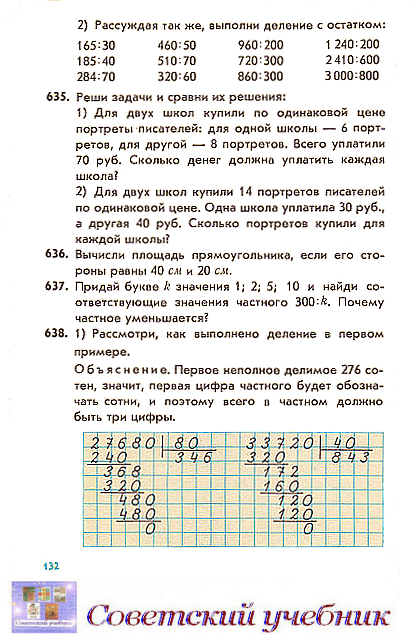 2) Рассуждая так же, выполни деление с остатком:
165:30 460:50 960:200 1 240:200
185:40 510:70 720:300 2 410:600
284:70 320:60 860:300 3 000:800
635. Реши задачи и сравни их решения:
1) Для двух школ купили по одинаковой цене
портреты писателей: для одной школы — 6 порт-
ретов, для другой — 8 портретов. Всего уплатили
70 руб. Сколько денег должна уплатить каждая
школа?
2) Для двух школ купили 14 портретов писателей
по одинаковой цене. Одна школа уплатила 30 руб.,
а другая 40 руб. Сколько портретов купили для
каждой школы?
636. Вычисли площадь прямоугольника, если его сто-
роны равны 40 см и 20 см.
637. Придай букве k значения 1; 2; 5; 10 и найди со-
ответствующие значения частного 300:k. Почему
частное уменьшается?
638. 1) Рассмотри, как выполнено деление в первом
примере.
Объяснение. Первое неполное делимое 276 со-
тен, значит, первая цифра частного будет обозна-
чать сотни, и поэтому всего в частном должно
быть три цифры.
27680 80 33720 40
240 346 320 843
368 172
320 160
480 120
480 120
0 0
132
Советский учебник
Советский учебник